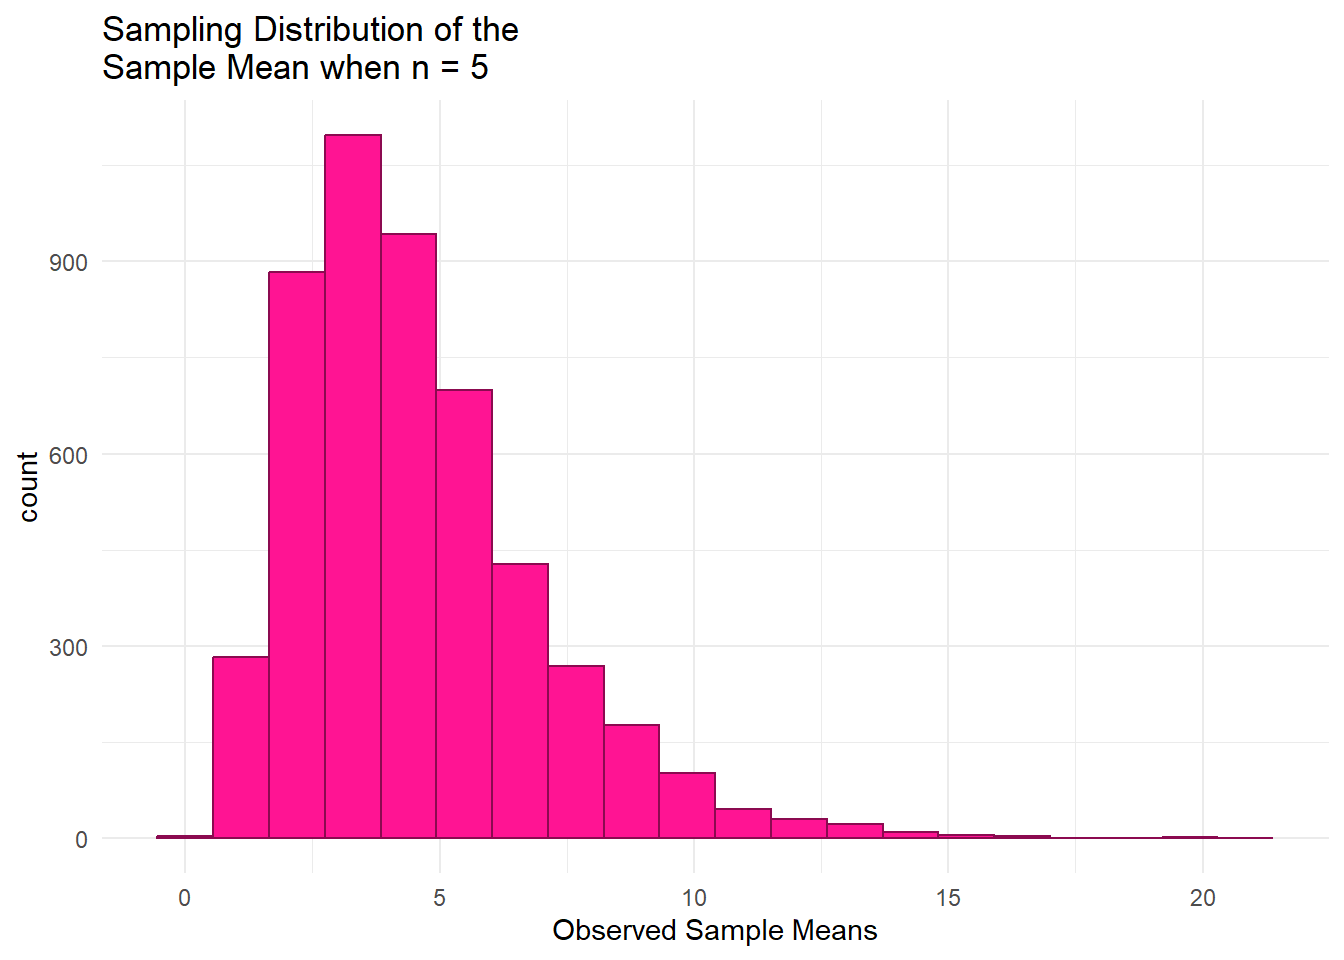 Sampling Distribution of the
Sample Mean when n = 5
900
600
300
0
count
0 5 10 15 20
Observed Sample Means